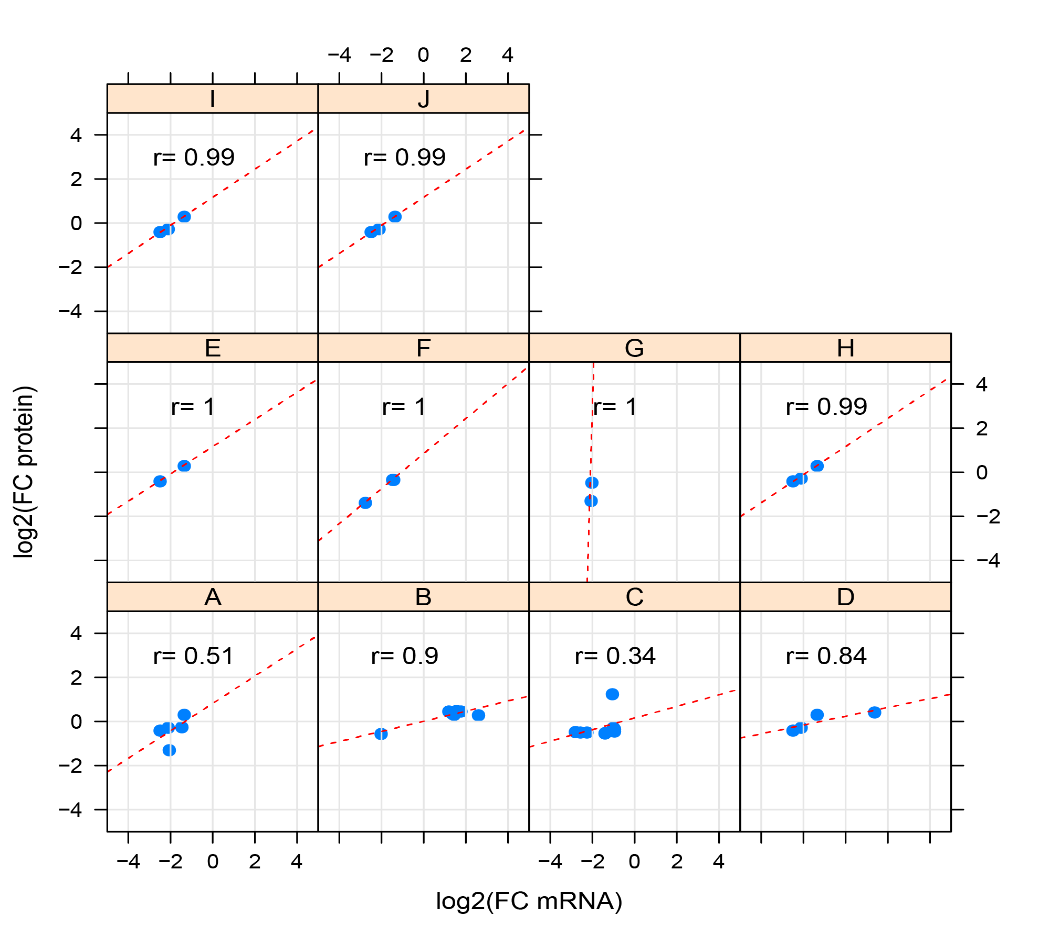 −4 −2 0 2 4
I J
r= 0.99 r= 0.99
4
2
0
−2
−4
E F G H
r= 1 r= 1 r= 1 r= 0.99
4
2
0
−2
−4
log2(FC protein)
A B C D
r= 0.51 r= 0.9 r= 0.34 r= 0.84
4
2
0
−2
−4
−4 −2 0 2 4 −4 −2 0 2 4
log2(FC mRNA)